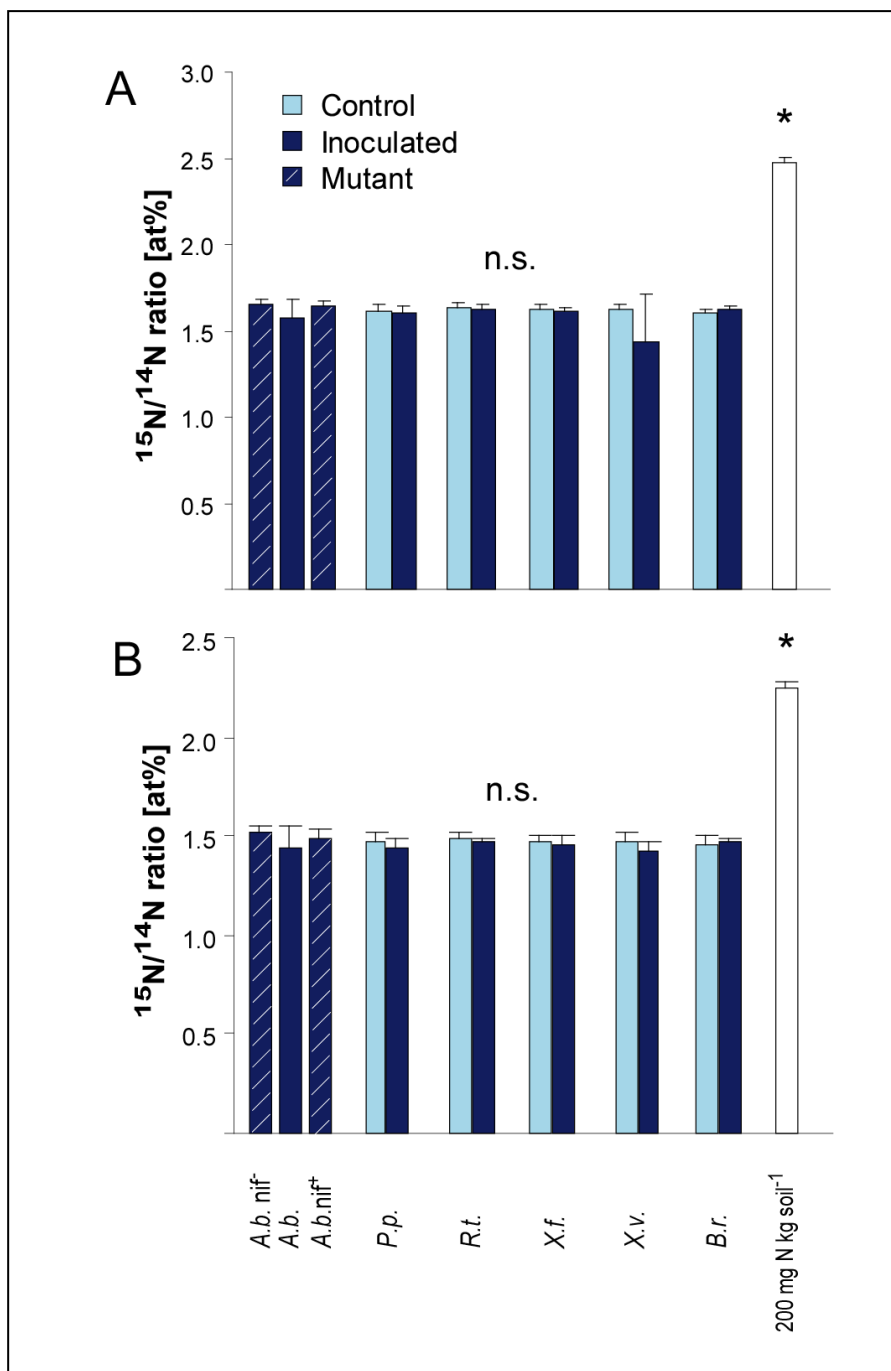 A
3.0
2.5
2.0
1.5
1.0
0.5
¹⁵N/¹⁴N ratio [at%]
Control
Inoculated
Mutant
n.s.
*
B
2.5
2.0
1.5
1.0
0.5
¹⁵N/¹⁴N ratio [at%]
n.s.
*
A.b. nif⁻
A.b.
A.b.nif⁺
P.p.
R.t.
X.f.
X.v.
B.r.
200 mg N kg soil⁻¹